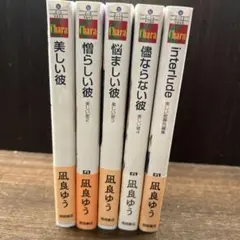 Chara
美しい彼
凪良ゆう
Chara
憎らしい彼
美しい彼2
凪良ゆう
Chara
悩ましい彼
美しい彼3
凪良ゆう
Chara
儘ならない彼
美しい彼4
凪良ゆう
Chara
interlude
美しい彼番外編集
凪良ゆう